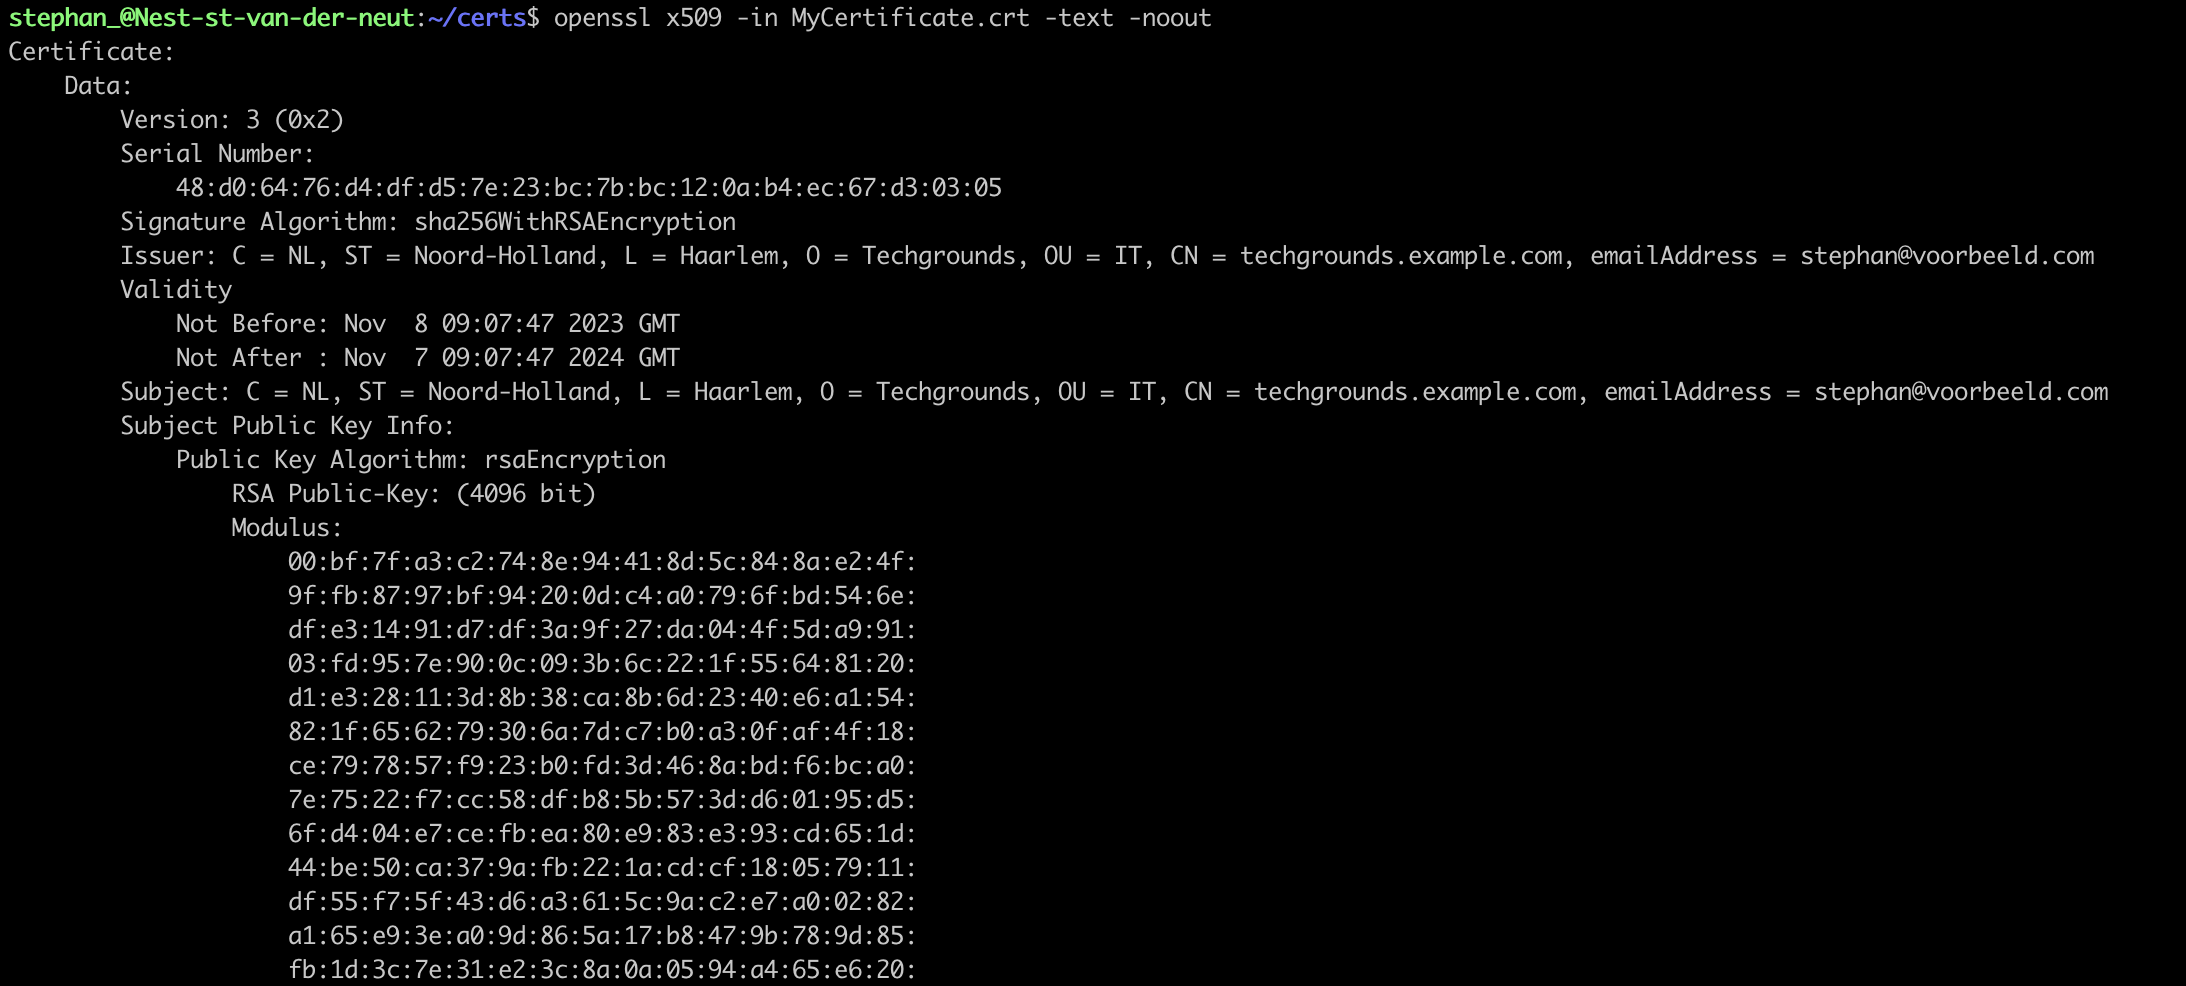 stephan_@Nest-st-van-der-neut:~/certs$ openssl x509 -in MyCertificate.crt -text -noout
Certificate:
    Data:
        Version: 3 (0x2)
        Serial Number:
            48:d0:64:76:d4:df:d5:7e:23:bc:7b:bc:12:0a:b4:ec:67:d3:03:05
        Signature Algorithm: sha256WithRSAEncryption
        Issuer: C = NL, ST = Noord-Holland, L = Haarlem, O = Techgrounds, OU = IT, CN = techgrounds.example.com, emailAddress = stephan@voorbeeld.com
        Validity
            Not Before: Nov  8 09:07:47 2023 GMT
            Not After : Nov  7 09:07:47 2024 GMT
        Subject: C = NL, ST = Noord-Holland, L = Haarlem, O = Techgrounds, OU = IT, CN = techgrounds.example.com, emailAddress = stephan@voorbeeld.com
        Subject Public Key Info:
            Public Key Algorithm: rsaEncryption
                RSA Public-Key: (4096 bit)
                Modulus:
                    00:bf:7f:a3:c2:74:8e:94:41:8d:5c:84:8a:e2:4f:
                    9f:fb:87:97:bf:94:20:0d:c4:a0:79:6f:bd:54:6e:
                    df:e3:14:91:d7:df:3a:9f:27:da:04:4f:5d:a9:91:
                    03:fd:95:7e:90:0c:09:3b:6c:22:1f:55:64:81:20:
                    d1:e3:28:11:3d:8b:38:ca:8b:6d:23:40:e6:a1:54:
                    82:1f:65:62:79:30:6a:7d:c7:b0:a3:0f:af:4f:18:
                    ce:79:78:57:f9:23:b0:fd:3d:46:8a:bd:f6:bc:a0:
                    7e:75:22:f7:cc:58:df:b8:5b:57:3d:d6:01:95:d5:
                    6f:d4:04:e7:ce:fb:ea:80:e9:83:e3:93:cd:65:1d:
                    44:be:50:ca:37:9a:fb:22:1a:cd:cf:18:05:79:11:
                    df:55:f7:5f:43:d6:a3:61:5c:9a:c2:e7:a0:02:82:
                    a1:65:e9:3e:a0:9d:86:5a:17:b8:47:9b:78:9d:85:
                    fb:1d:3c:7e:31:e2:3c:8a:0a:05:94:a4:65:e6:20: